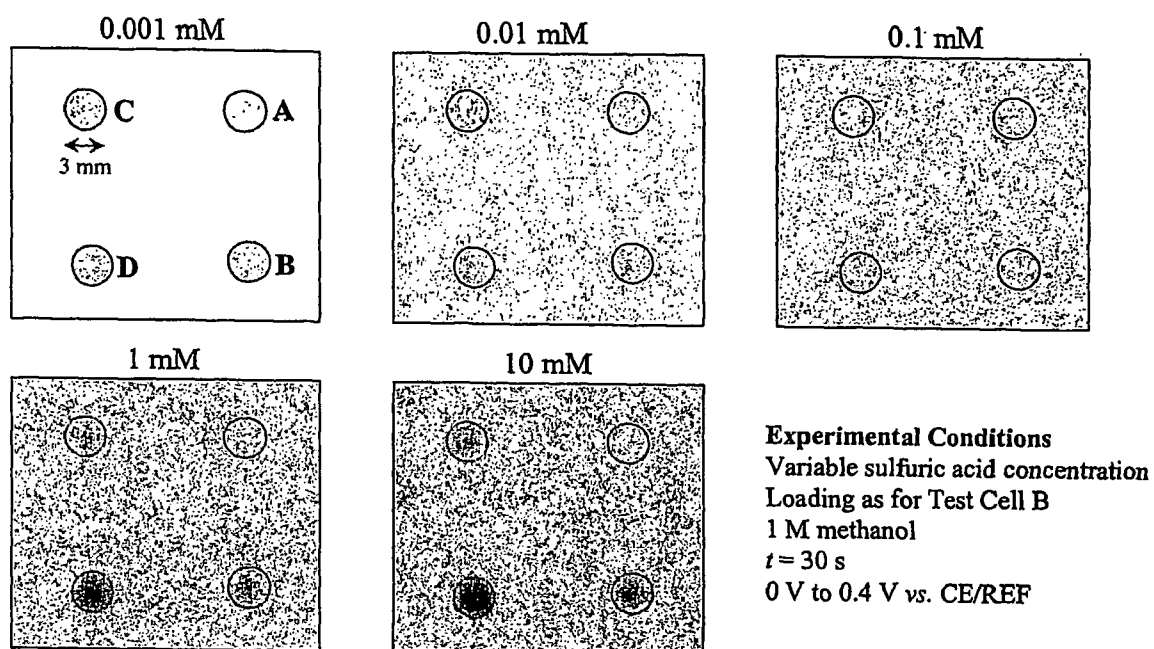 0.001 mM
0.01 mM
0.1 mM
C
A
3 mm
D
B
1 mM
10 mM
Experimental Conditions
Variable sulfuric acid concentration
Loading as for Test Cell B
1 M methanol
t = 30 s
0 V to 0.4 V vs. CE/REF